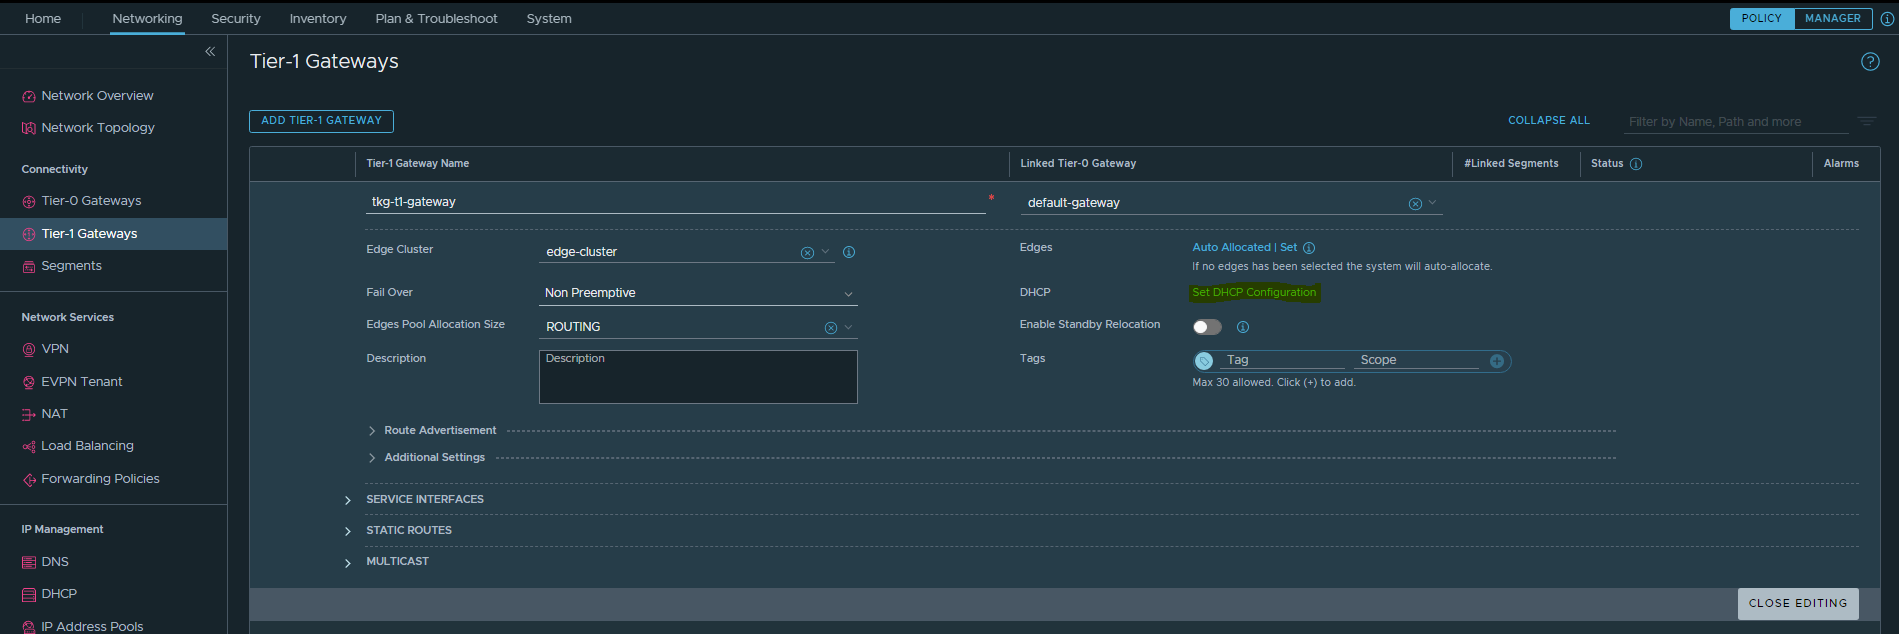 Home Networking Security Inventory Plan & Troubleshoot System POLICY MANAGER
Tier-1 Gateways
Network Overview
Network Topology
Connectivity
Tier-0 Gateways
Tier-1 Gateways
Segments
Network Services
VPN
EVPN Tenant
NAT
Load Balancing
Forwarding Policies
IP Management
DNS
DHCP
IP Address Pools
ADD TIER-1 GATEWAY COLLAPSE ALL Filter by Name, Path and more
Tier-1 Gateway Name Linked Tier-0 Gateway #Linked Segments Status Alarms
tkg-t1-gateway * default-gateway
Edge Cluster edge-cluster Edges Auto Allocated | Set
If no edges has been selected the system will auto-allocate.
Fail Over Non Preemptive DHCP Set DHCP Configuration
Edges Pool Allocation Size ROUTING Enable Standby Relocation
Description Description Tags Tag Scope
Max 30 allowed. Click (+) to add.
Route Advertisement
Additional Settings
SERVICE INTERFACES
STATIC ROUTES
MULTICAST
CLOSE EDITING